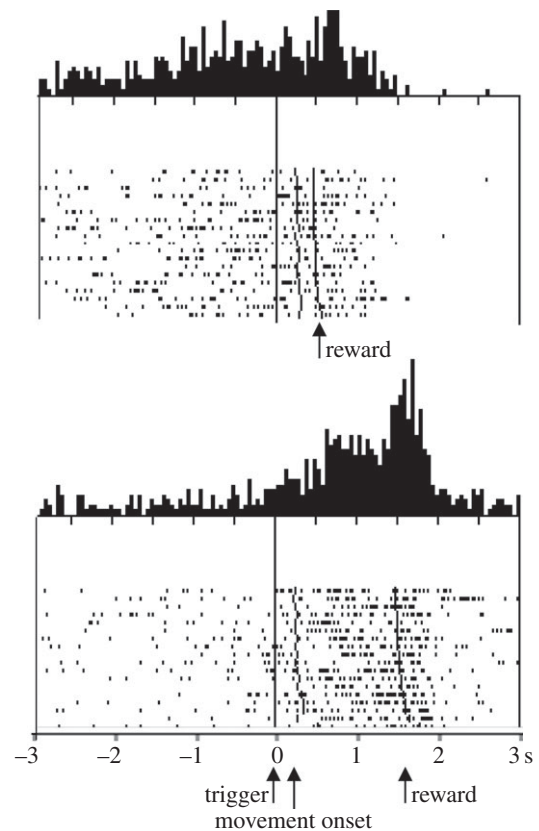 reward
−3 −2 −1 0 1 2 3 s
trigger reward
movement onset